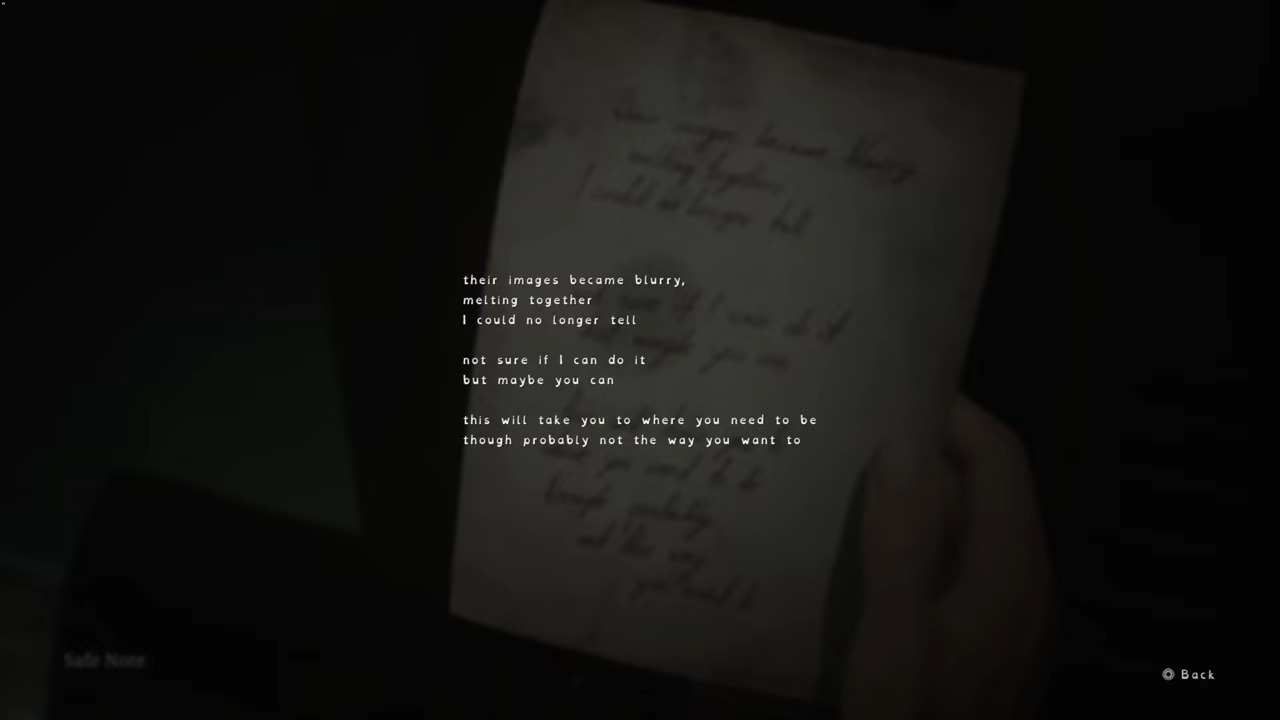 their images became blurry,
melting together
I could no longer tell
not sure if I can do it
but maybe you can
this will take you to where you need to be
though probably not the way you want to
Safe Note
Back